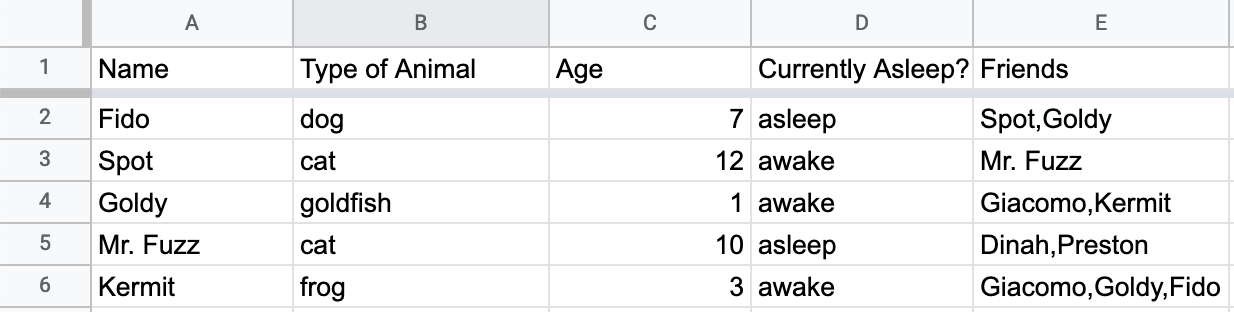 A B C D E
1 Name Type of Animal Age Currently Asleep? Friends
2 Fido dog 7 asleep Spot,Goldy
3 Spot cat 12 awake Mr. Fuzz
4 Goldy goldfish 1 awake Giacomo,Kermit
5 Mr. Fuzz cat 10 asleep Dinah,Preston
6 Kermit frog 3 awake Giacomo,Goldy,Fido